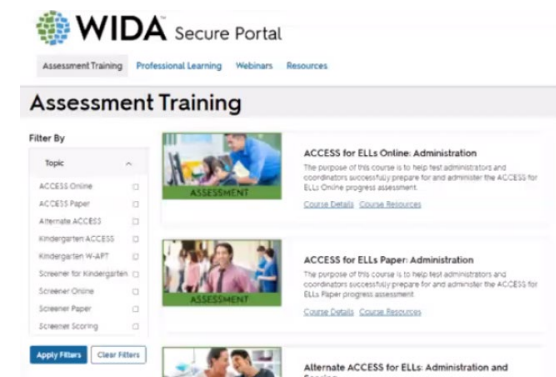 WIDA Secure Portal
Assessment Training Professional Learning Webinars Resources
Assessment Training
Filter By
Topic
ACCESS Online
ACCESS Paper
Alternate ACCESS
Kindergarten ACCESS
Kindergarten W-APT
Screener for Kindergarten
Screener Online
Screener Paper
Screener Scoring
Apply Filters Clear Filters
ASSESSMENT
ACCESS for ELLs Online: Administration
The purpose of this course is to help test administrators and
coordinators successfully prepare for and administer the ACCESS for
ELLs Online progress assessment.
Course Details Course Resources
ASSESSMENT
ACCESS for ELLs Paper: Administration
The purpose of this course is to help test administrators and
coordinators successfully prepare for and administer the ACCESS for
ELLs Paper progress assessment.
Course Details Course Resources
Alternate ACCESS for ELLs: Administration and